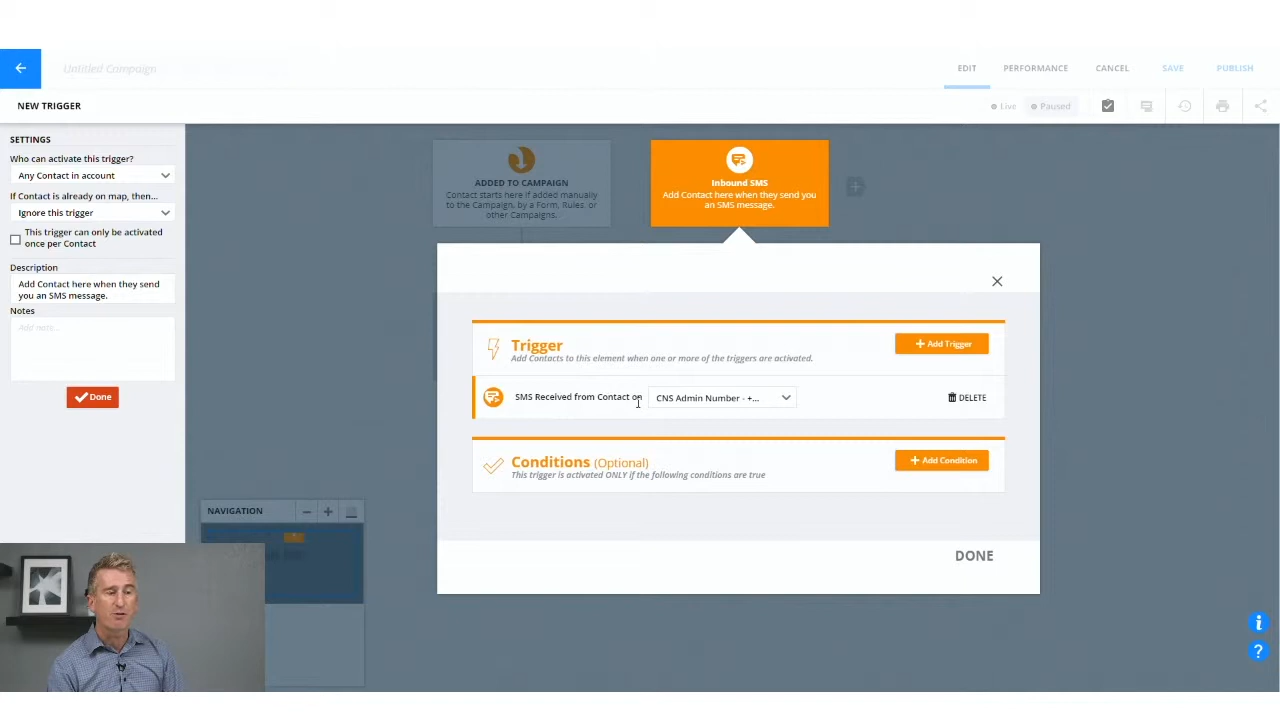 Untitled Campaign
EDIT
PERFORMANCE
CANCEL
SAVE
PUBLISH
NEW TRIGGER
Live
Paused
SETTINGS
Who can activate this trigger?
Any Contact in account
If Contact is already on map, then...
Ignore this trigger
This trigger can only be activated
once per Contact
Description
Add Contact here when they send
you an SMS message.
Notes
Add note...
Done
ADDED TO CAMPAIGN
Contact starts here if added manually
to the Campaign, by a Form, Rules, or
other Campaigns.
Inbound SMS
Add Contact here when they send you
an SMS message.
Trigger
Add Contacts to this element when one or more of the triggers are activated.
+ Add Trigger
SMS Received from Contact on
CNS Admin Number - +...
DELETE
Conditions (Optional)
This trigger is activated ONLY if the following conditions are true
+ Add Condition
DONE
NAVIGATION